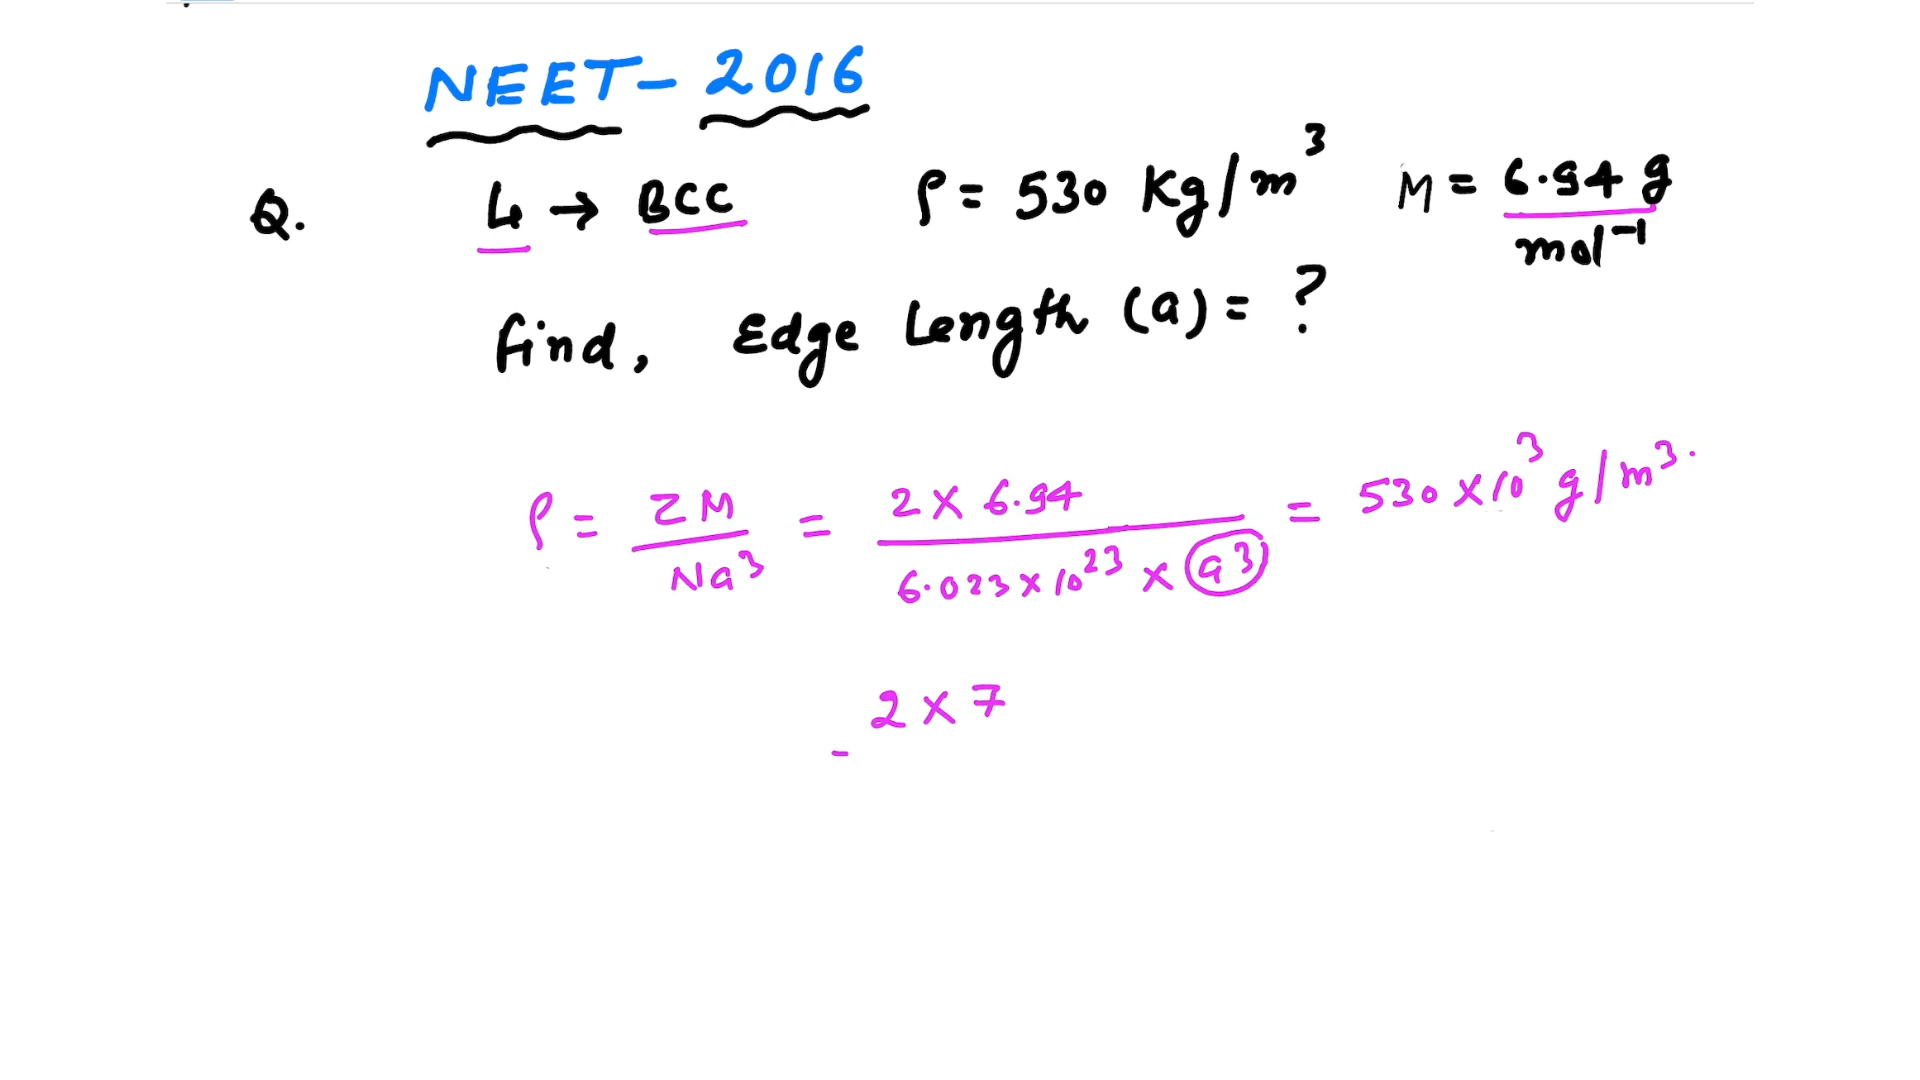 NEET- 2016
Q. Li → BCC ρ = 530 Kg/m³ M = 6.94 g/mol⁻¹
find, Edge Length (a) = ?
ρ = ZM/Na³ = 2 × 6.94/6.023 × 10²³ × a³ = 530 × 10³ g/m³.
- 2 × 7